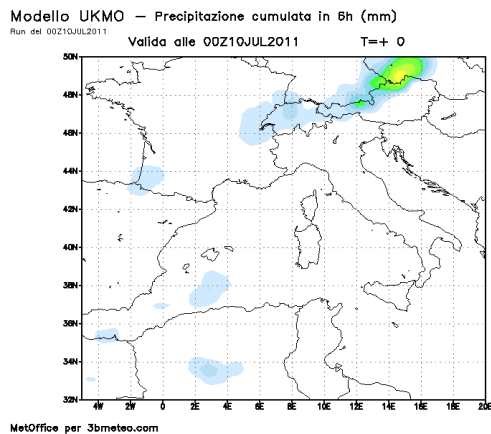 Modello UKMO – Precipitazione cumulata in 6h (mm)
Run del 00Z10JUL2011
Valida alle 00Z10JUL2011 T=+ 0
50N
48N
46N
44N
42N
40N
38N
36N
34N
32N
4W 2W 0 2E 4E 6E 8E 10E 12E 14E 16E 18E 20E
MetOffice per 3bmeteo.com